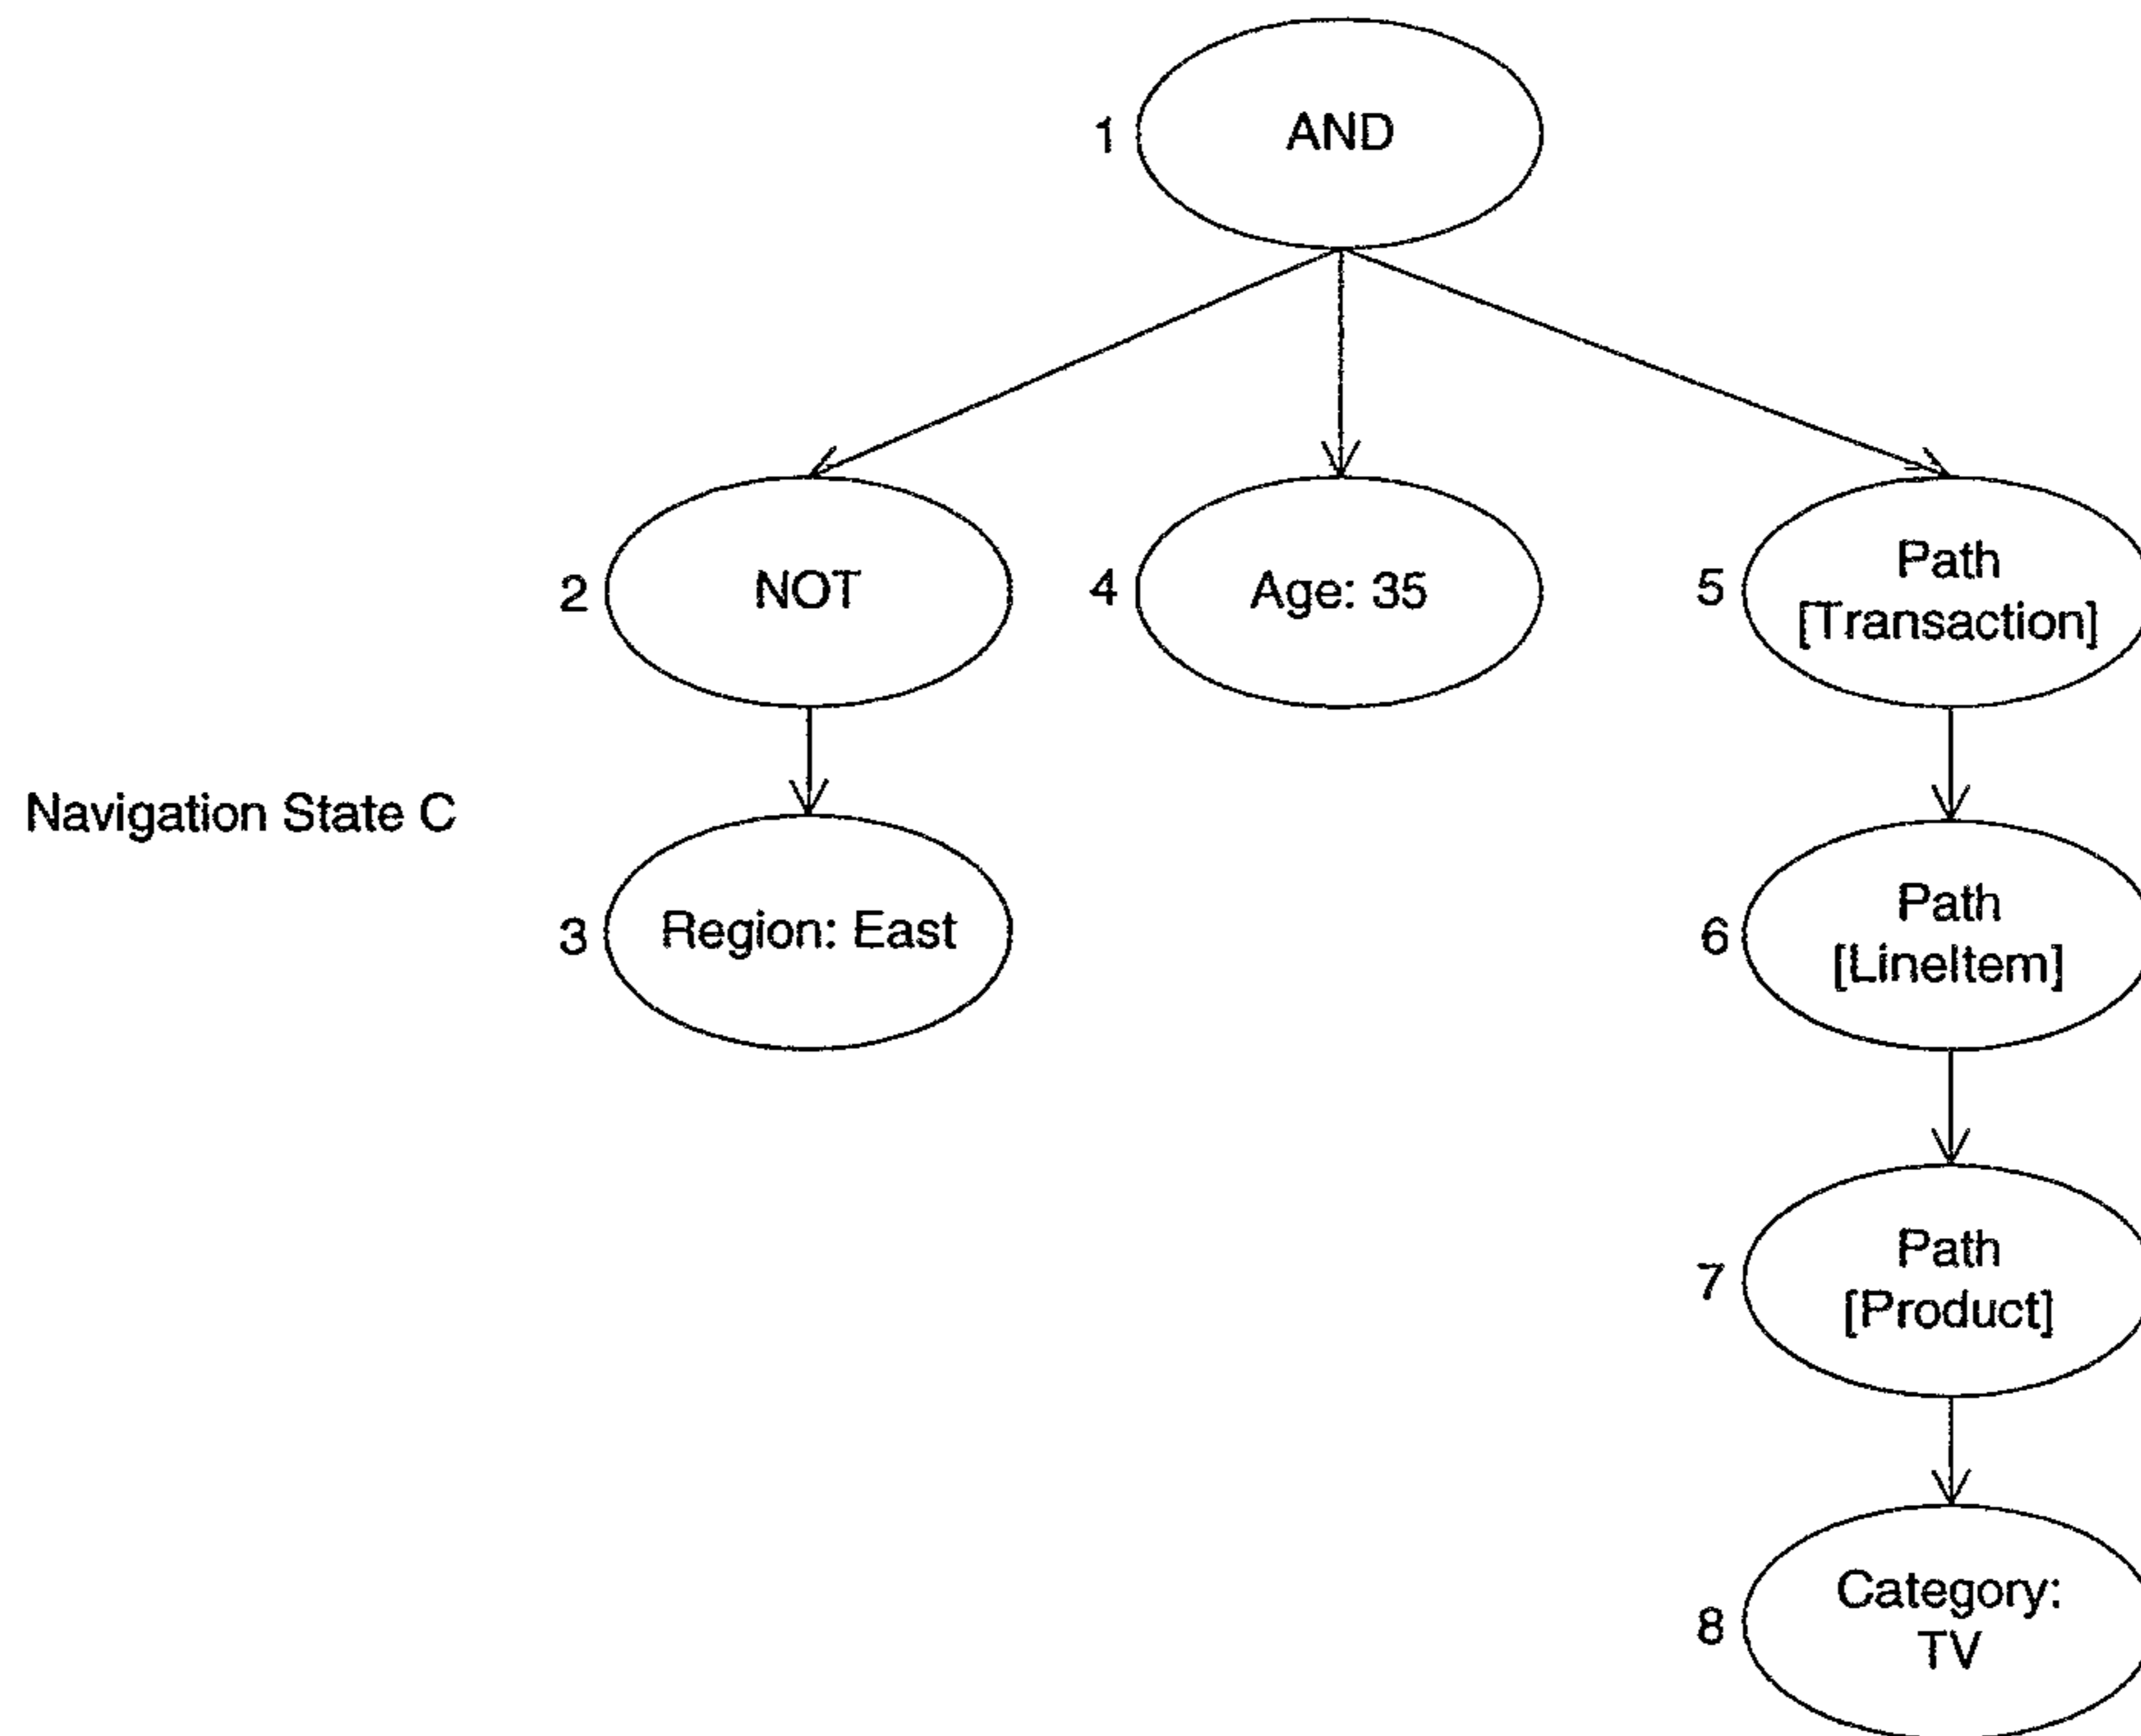 1
AND
2
NOT
4
Age: 35
5
Path
[Transaction]
Navigation State C
3
Region: East
6
Path
[LineItem]
7
Path
[Product]
8
Category:
TV